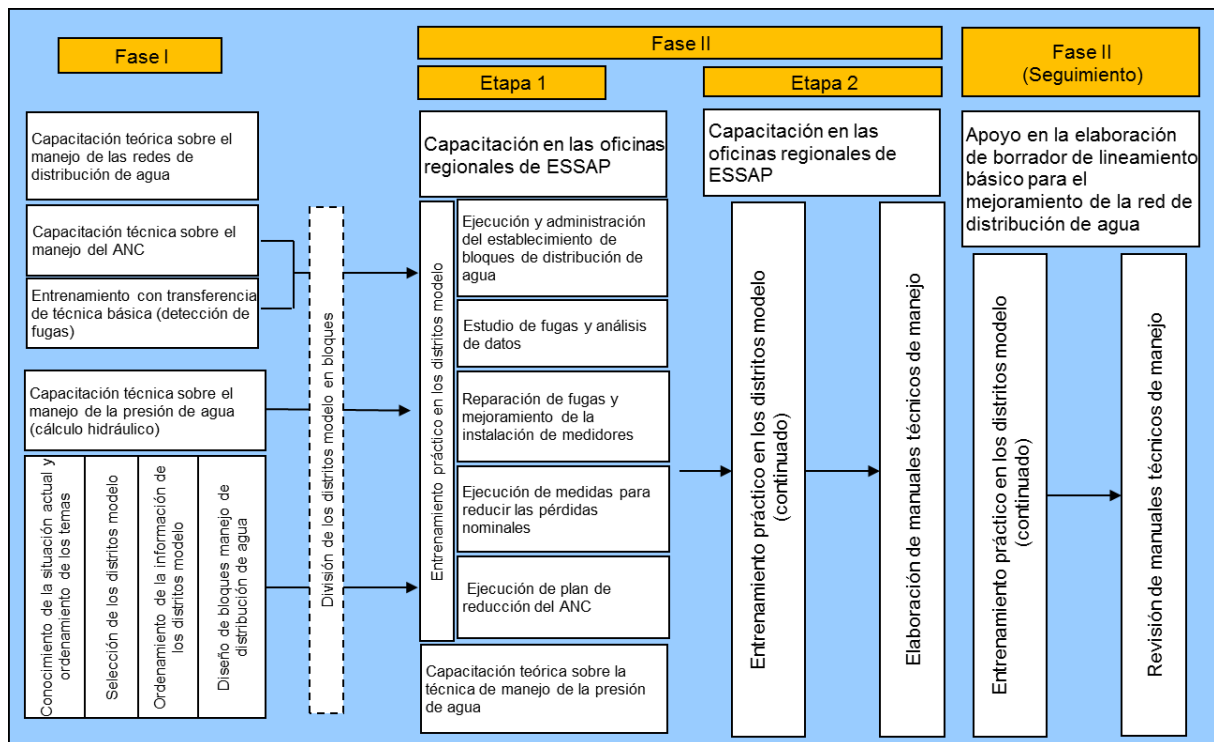 Fase I
Capacitación teórica sobre el
manejo de las redes de
distribución de agua
Capacitación técnica sobre el
manejo del ANC
Entrenamiento con transferencia
de técnica básica (detección de
fugas)
Capacitación técnica sobre el
manejo de la presión de agua
(cálculo hidráulico)
Conocimiento de la situación actual y
ordenamiento de los temas
Selección de los distritos modelo
Ordenamiento de la información de
los distritos modelo
Diseño de bloques manejo de
distribución de agua
División de los distritos modelo en bloques
Fase II
Etapa 1
Capacitación en las oficinas
regionales de ESSAP
Entrenamiento práctico en los distritos modelo
Ejecución y administración
del establecimiento de
bloques de distribución de
agua
Estudio de fugas y análisis
de datos
Reparación de fugas y
mejoramiento de la
instalación de medidores
Ejecución de medidas para
reducir las pérdidas
nominales
Ejecución de plan de
reducción del ANC
Capacitación teórica sobre la
técnica de manejo de la presión
de agua
Etapa 2
Capacitación en las
oficinas regionales de
ESSAP
Entrenamiento práctico en los distritos modelo
(continuado)
Elaboración de manuales técnicos de manejo
Fase II
(Seguimiento)
Apoyo en la elaboración
de borrador de lineamiento
básico para el
mejoramiento de la red de
distribución de agua
Entrenamiento práctico en los distritos modelo
(continuado)
Revisión de manuales técnicos de manejo